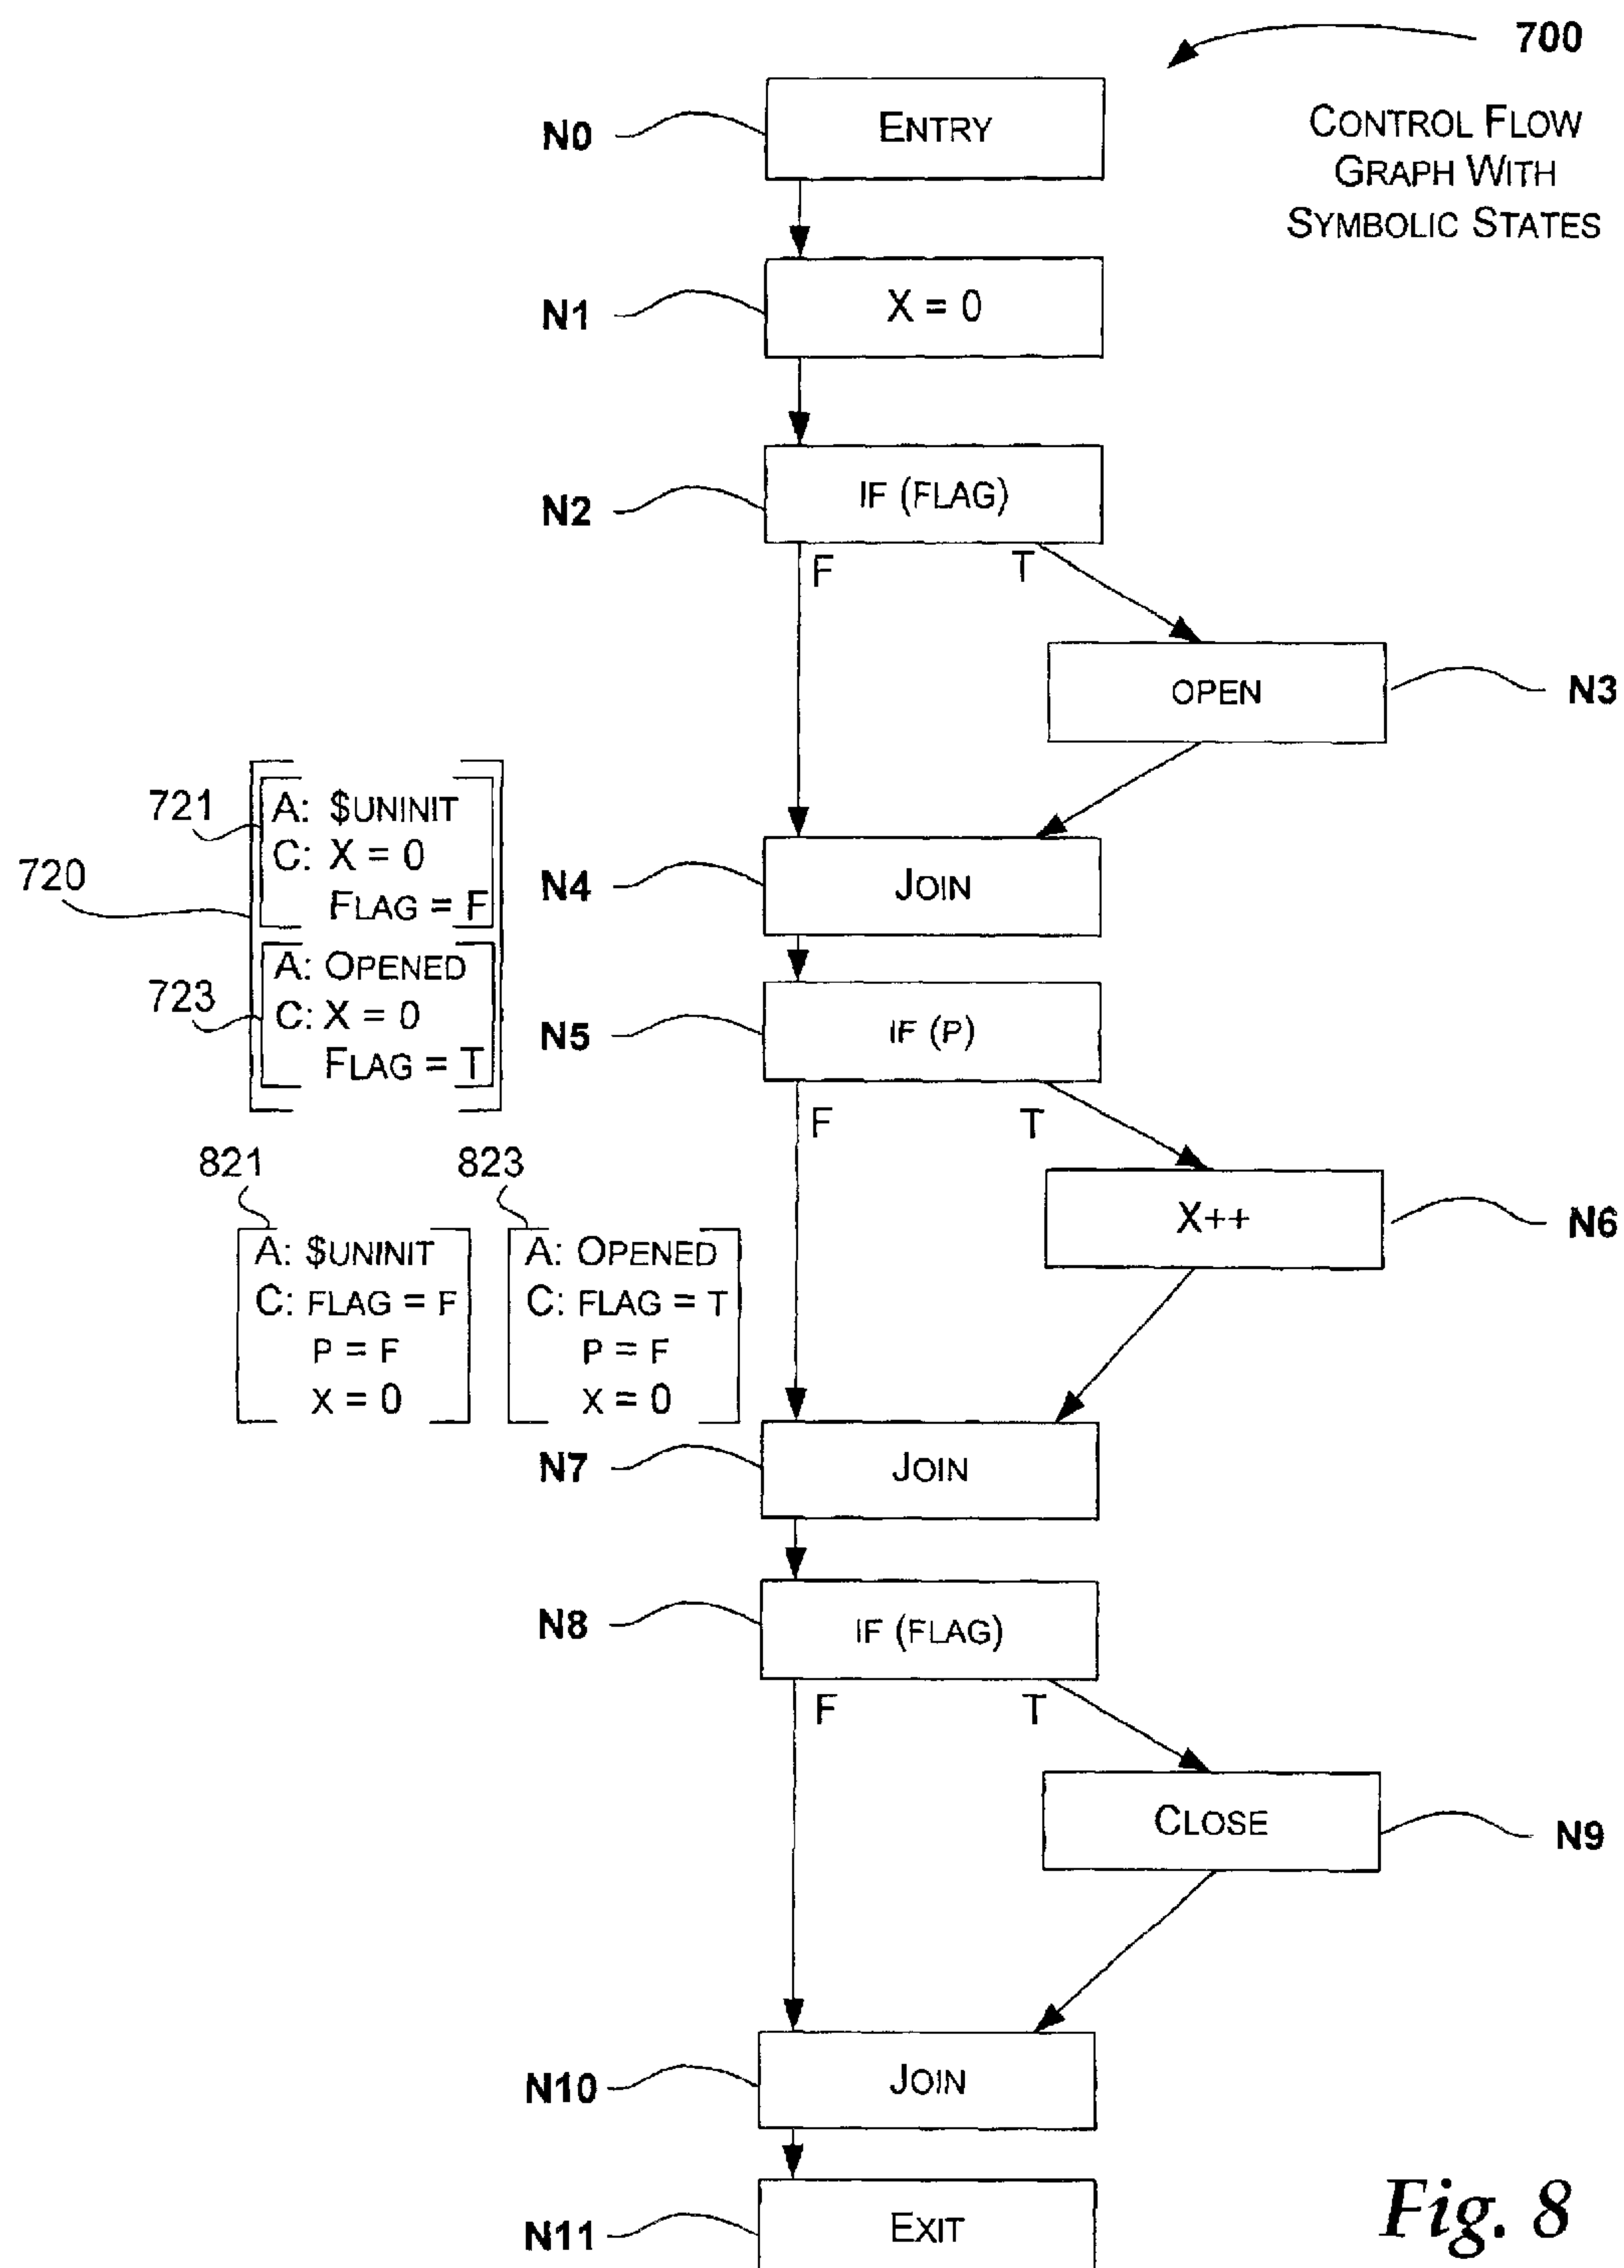 700
CONTROL FLOW
GRAPH WITH
SYMBOLIC STATES
N0
ENTRY
N1
X = 0
N2
IF (FLAG)
F
T
OPEN
N3
721
A: $UNINIT
C: X = 0
FLAG = F
720
723
A: OPENED
C: X = 0
FLAG = T
N4
JOIN
N5
IF (P)
F
T
821
823
A: $UNINIT
C: FLAG = F
P = F
X = 0
A: OPENED
C: FLAG = T
P = F
X = 0
X++
N6
N7
JOIN
N8
IF (FLAG)
F
T
CLOSE
N9
N10
JOIN
N11
EXIT
Fig. 8